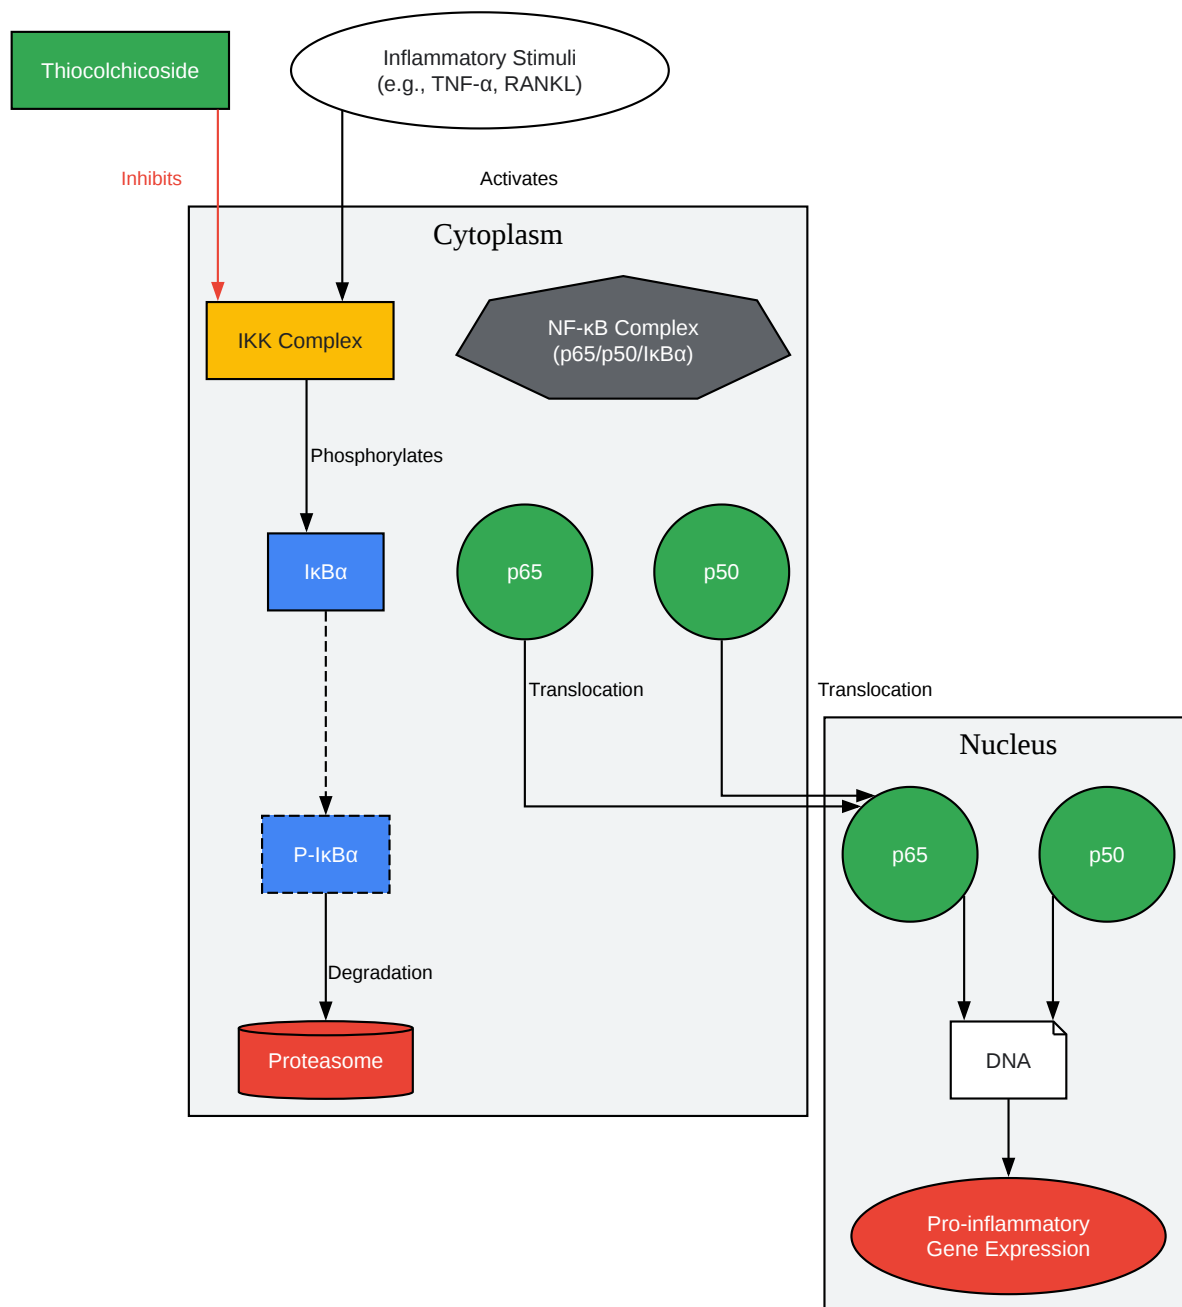 Thiocolchicoside
Inflammatory Stimuli
(e.g., TNF-α, RANKL)
Inhibits
Activates
Cytoplasm
IKK Complex
NF-κB Complex
(p65/p50/IκBα)
Phosphorylates
IκBα
p65
p50
Translocation
Translocation
Nucleus
P-IκBα
p65
p50
Degradation
Proteasome
DNA
Pro-inflammatory
Gene Expression